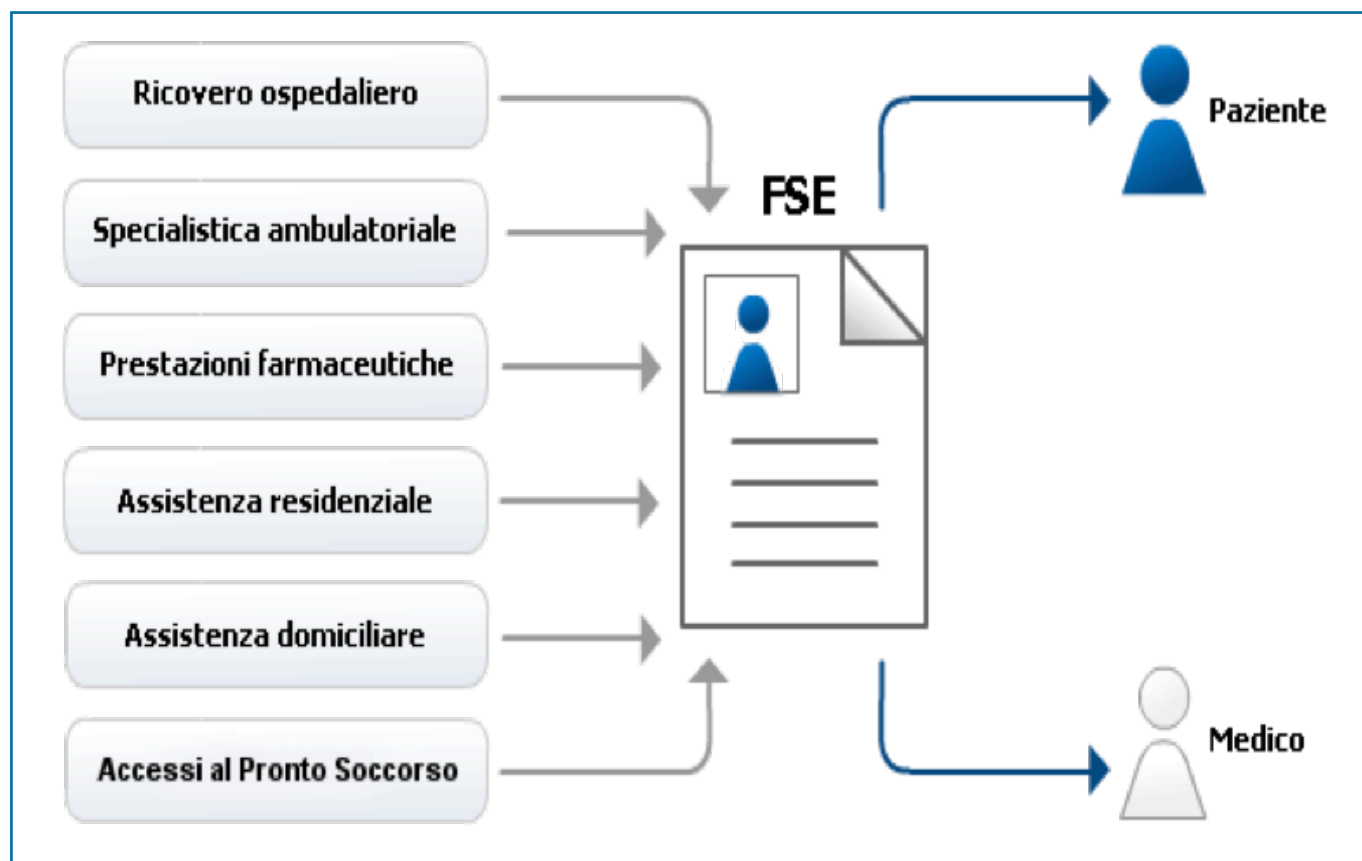 Ricovero ospedaliero
Specialistica ambulatoriale
Prestazioni farmaceutiche
Assistenza residenziale
Assistenza domiciliare
Accessi al Pronto Soccorso
FSE
Paziente
Medico